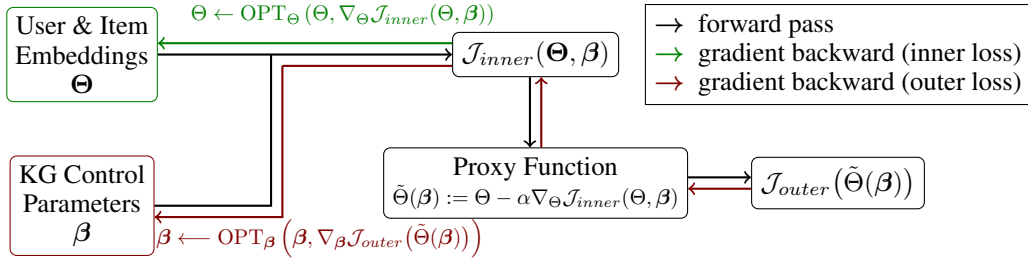 Θ ← OPT_Θ (Θ, ∇_Θ 𝒥_inner(Θ, β))
User & Item
Embeddings
Θ
𝒥_inner(Θ, β)
forward pass
gradient backward (inner loss)
gradient backward (outer loss)
KG Control
Parameters
β
Proxy Function
Θ̃(β) := Θ − α∇_Θ 𝒥_inner(Θ, β)
𝒥_outer(Θ̃(β))
β ⟵ OPT_β (β, ∇_β 𝒥_outer(Θ̃(β)))